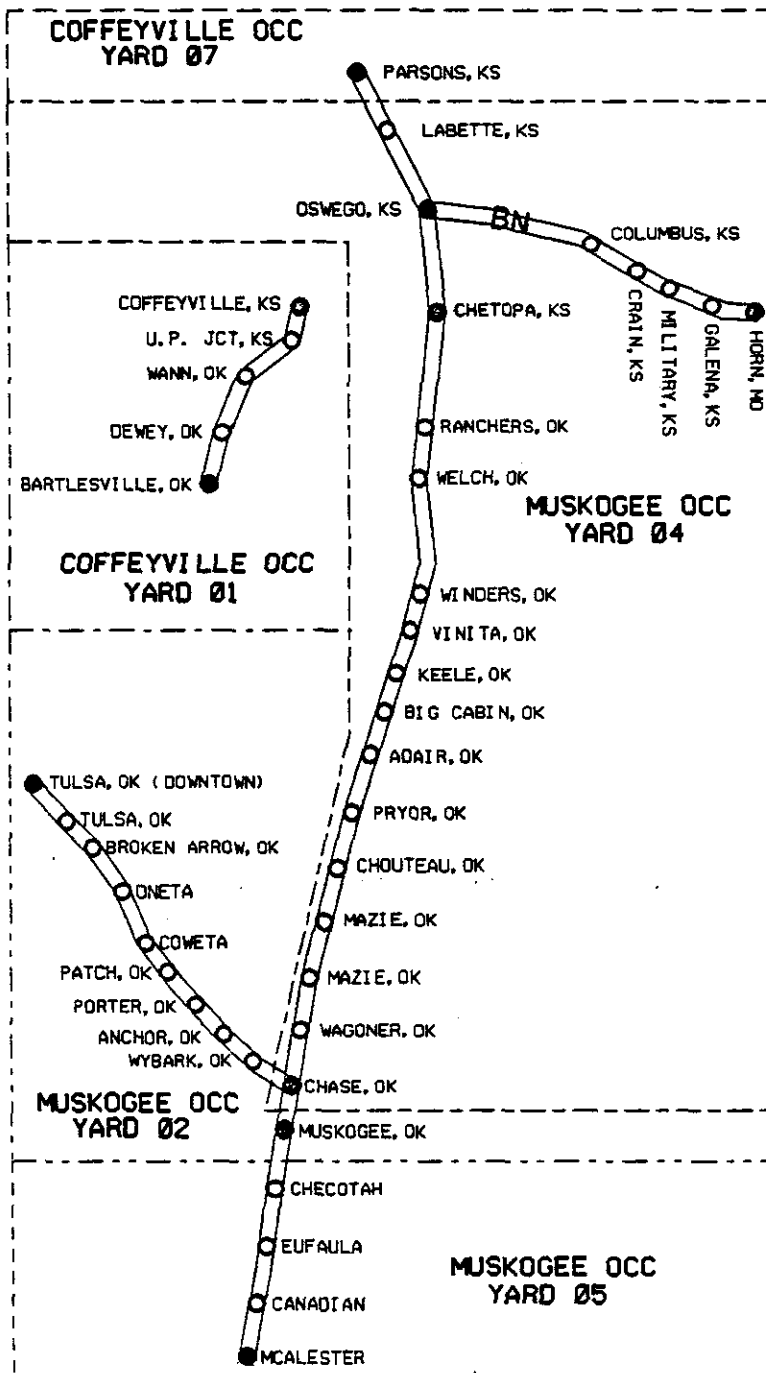 COFFEYVILLE OCC
YARD 07
PARSONS, KS
LABETTE, KS
OSWEGO, KS
BN
COLUMBUS, KS
CRAIN, KS
MILITARY, KS
GALENA, KS
HORN, MO
COFFEYVILLE, KS
U.P. JCT, KS
WANN, OK
DEWEY, OK
BARTLESVILLE, OK
CHETOPA, KS
RANCHERS, OK
WELCH, OK
MUSKOGEE OCC
YARD 04
COFFEYVILLE OCC
YARD 01
WINDERS, OK
VINITA, OK
KEELE, OK
BIG CABIN, OK
ADAIR, OK
PRYOR, OK
CHOUTEAU, OK
MAZIE, OK
MAZIE, OK
WAGONER, OK
CHASE, OK
TULSA, OK (DOWNTOWN)
TULSA, OK
BROKEN ARROW, OK
ONETA
COWETA
PATCH, OK
PORTER, OK
ANCHOR, OK
WYBARK, OK
MUSKOGEE OCC
YARD 02
MUSKOGEE, OK
CHECOTAH
EUFAULA
CANADIAN
MCALESTER
MUSKOGEE OCC
YARD 05